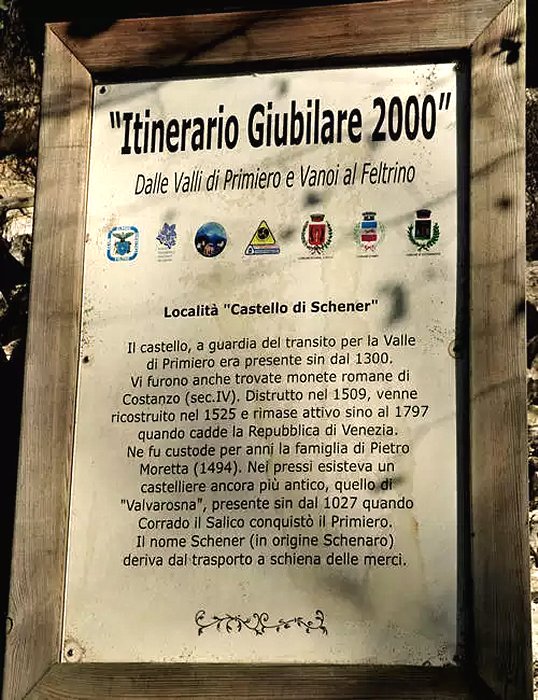 "Itinerario Giubilare 2000"
Dalle Valli di Primiero e Vanoi al Feltrino
Località "Castello di Schener"
Il castello, a guardia del transito per la Valle
di Primiero era presente sin dal 1300.
Vi furono anche trovate monete romane di
Costanzo (sec.IV). Distrutto nel 1509, venne
ricostruito nel 1525 e rimase attivo sino al 1797
quando cadde la Repubblica di Venezia.
Ne fu custode per anni la famiglia di Pietro
Moretta (1494). Nei pressi esisteva un
castelliere ancora più antico, quello di
"Valvarosna", presente sin dal 1027 quando
Corrado il Salico conquistò il Primiero.
Il nome Schener (in origine Schenaro)
deriva dal trasporto a schiena delle merci.